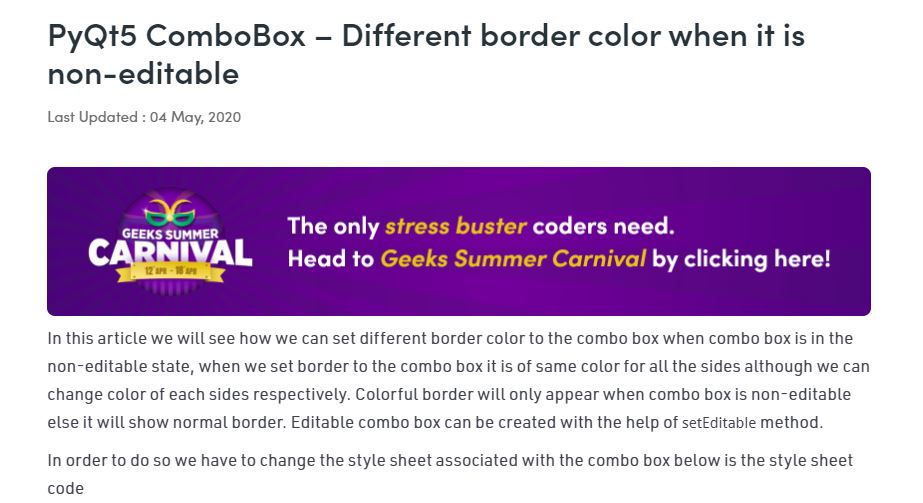 PyQt5 ComboBox – Different border color when it is
non-editable
Last Updated : 04 May, 2020
GEEKS SUMMER
CARNIVAL
12 APR - 18 APR
The only stress buster coders need.
Head to Geeks Summer Carnival by clicking here!
In this article we will see how we can set different border color to the combo box when combo box is in the
non-editable state, when we set border to the combo box it is of same color for all the sides although we can
change color of each sides respectively. Colorful border will only appear when combo box is non-editable
else it will show normal border. Editable combo box can be created with the help of setEditable method.
In order to do so we have to change the style sheet associated with the combo box below is the style sheet
code